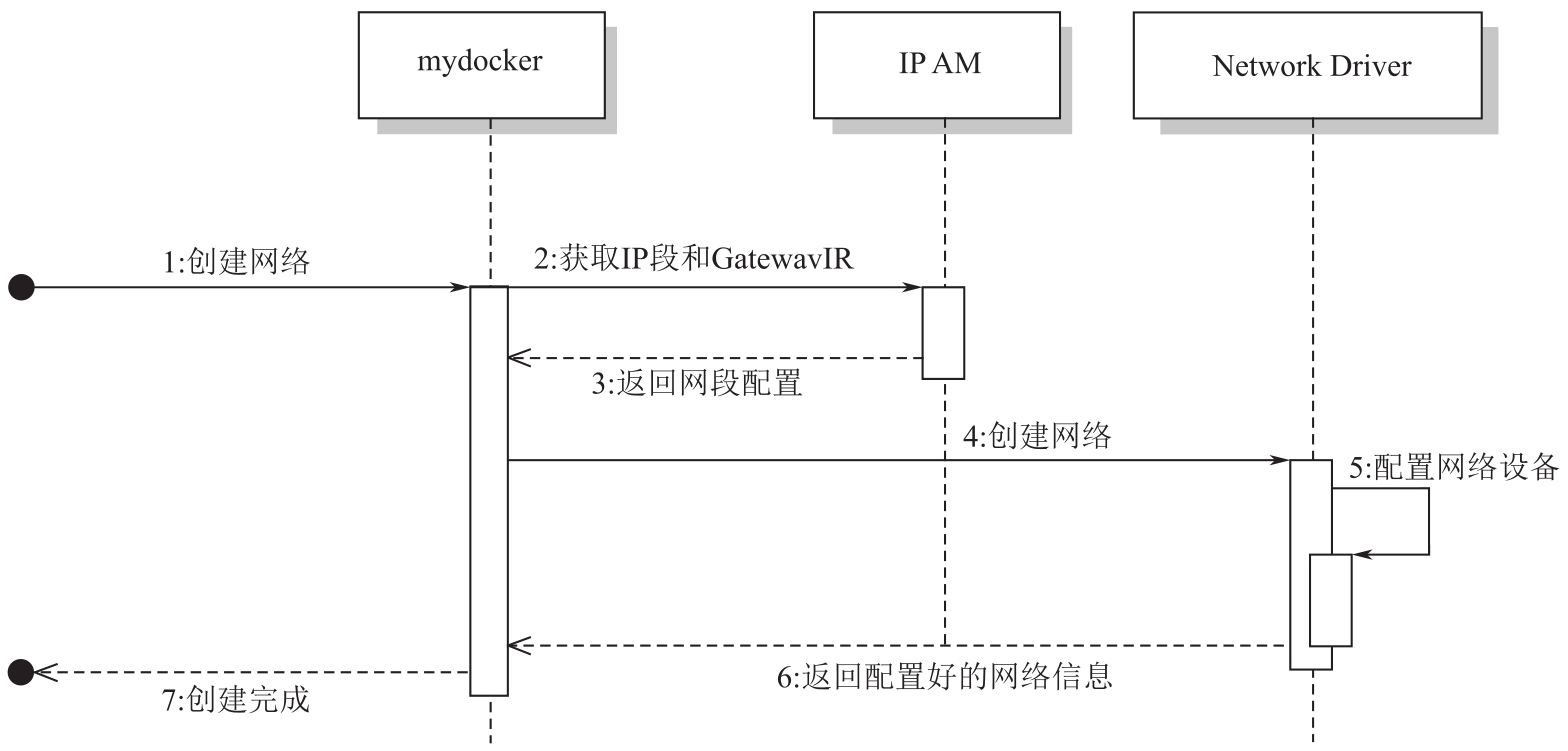 mydocker
IP AM
Network Driver
1:创建网络
2:获取IP段和GatewavIR
3:返回网段配置
4:创建网络
5:配置网络设备
6:返回配置好的网络信息
7:创建完成